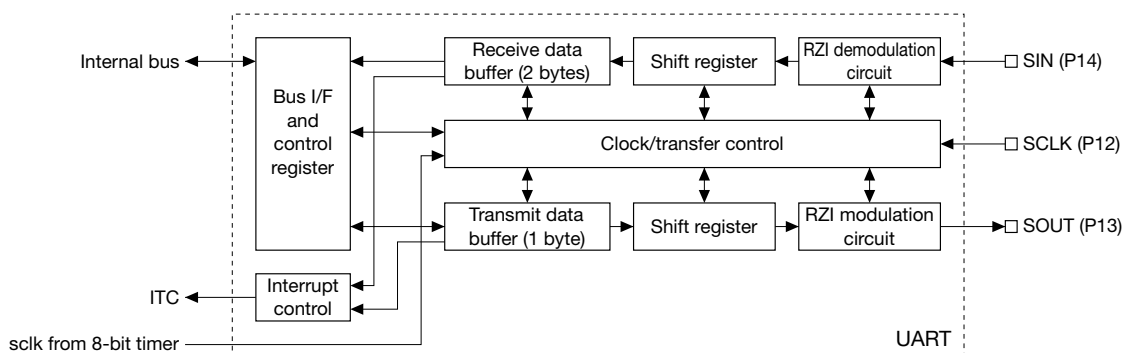 Internal bus
Bus I/F
and
control
register
Receive data
buffer (2 bytes)
Shift register
RZI demodulation
circuit
SIN (P14)
Clock/transfer control
SCLK (P12)
Transmit data
buffer (1 byte)
Shift register
RZI modulation
circuit
SOUT (P13)
ITC
Interrupt
control
sclk from 8-bit timer
UART